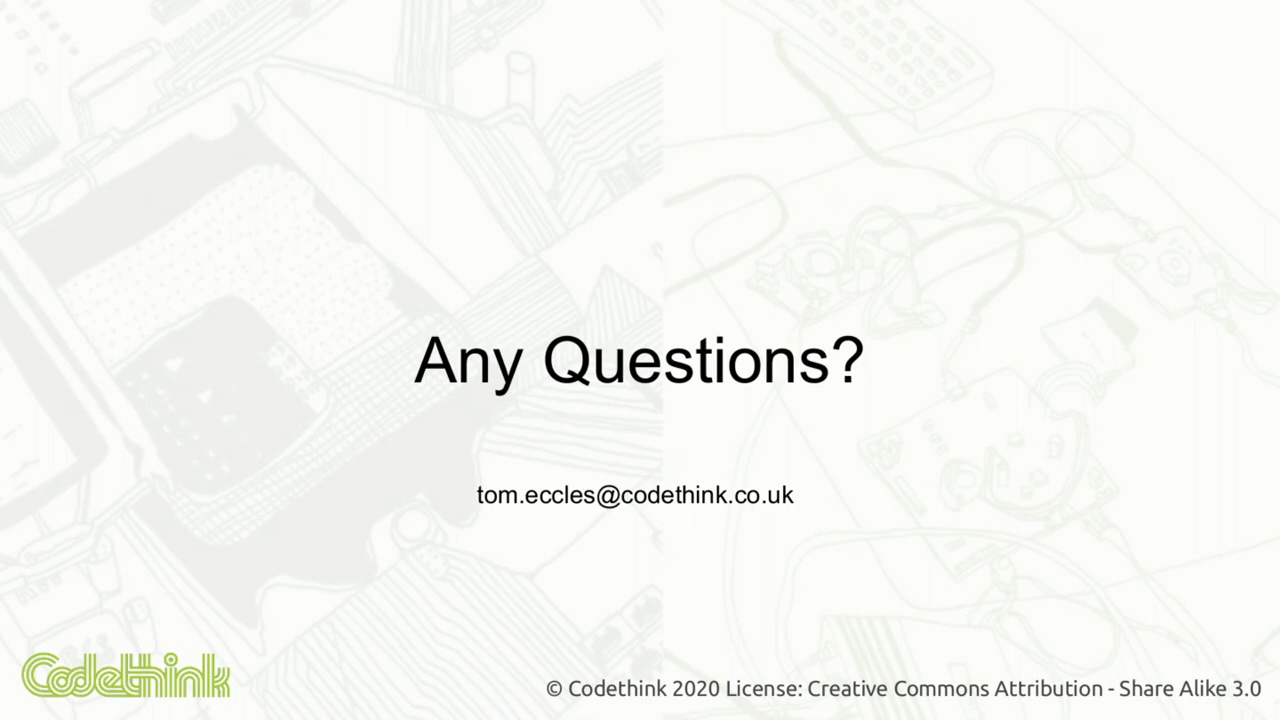 Any Questions?
tom.eccles@codethink.co.uk
Codethink
© Codethink 2020 License: Creative Commons Attribution - Share Alike 3.0